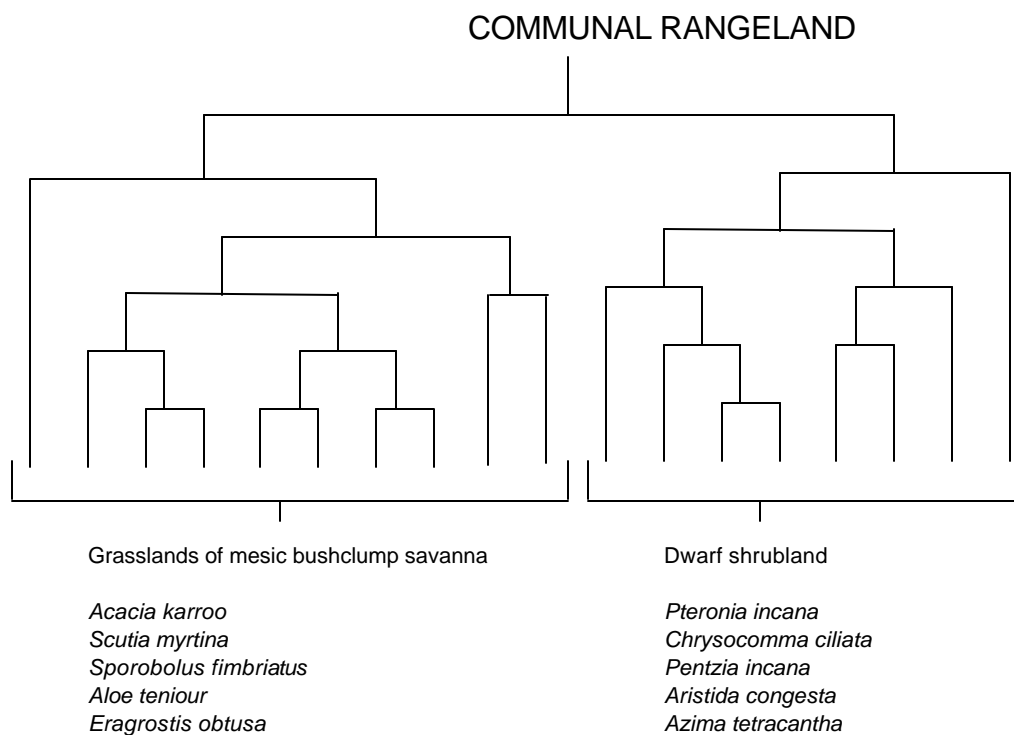 COMMUNAL RANGELAND
Grasslands of mesic bushclump savanna
Acacia karroo
Scutia myrtina
Sporobolus fimbriatus
Aloe teniour
Eragrostis obtusa
Dwarf shrubland
Pteronia incana
Chrysocomma ciliata
Pentzia incana
Aristida congesta
Azima tetracantha